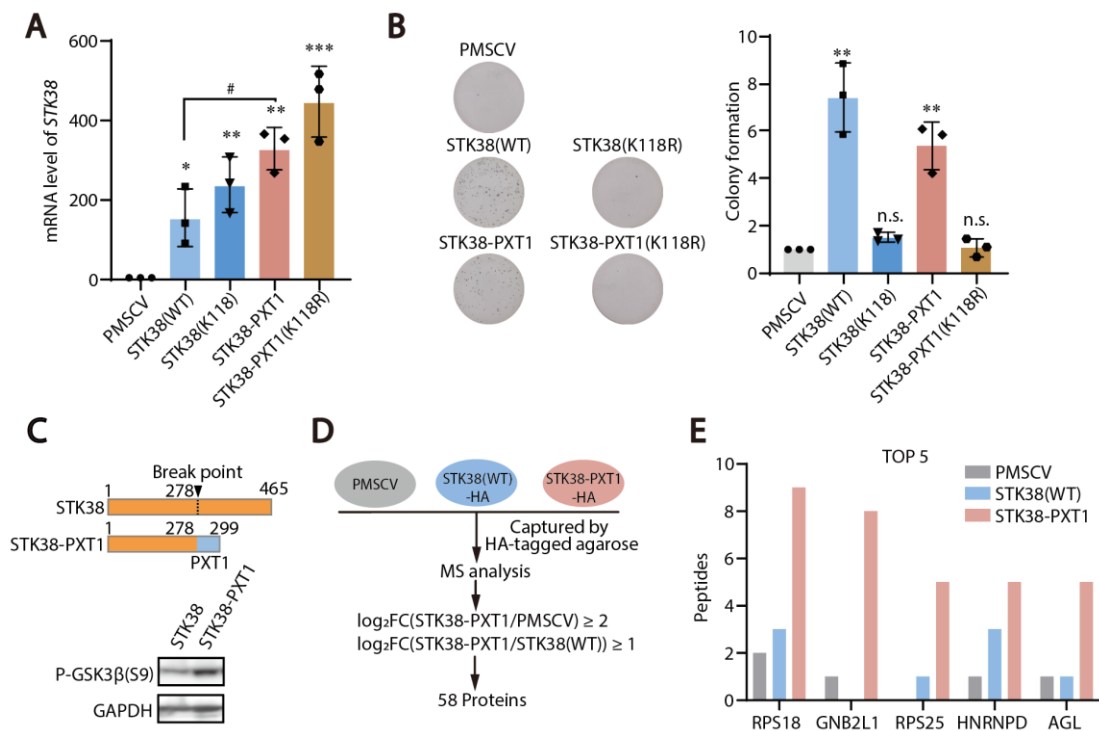 A
mRNA level of STK38
600
400
200
0
#
*
**
**
***
PMSCV
STK38(WT)
STK38(K118)
STK38-PXT1
STK38-PXT1(K118R)
B
PMSCV
STK38(WT)
STK38(K118R)
STK38-PXT1
STK38-PXT1(K118R)
Colony formation
10
8
6
4
2
0
**
n.s.
**
n.s.
PMSCV
STK38(WT)
STK38(K118)
STK38-PXT1
STK38-PXT1(K118R)
C
Break point
1 278 465
STK38
1 278 299
STK38-PXT1
PXT1
STK38
STK38-PXT1
P-GSK3β(S9)
GAPDH
D
PMSCV
STK38(WT)
-HA
STK38-PXT1
-HA
Captured by
HA-tagged agarose
MS analysis
log₂FC(STK38-PXT1/PMSCV) ≥ 2
log₂FC(STK38-PXT1/STK38(WT)) ≥ 1
58 Proteins
E
TOP 5
PMSCV
STK38(WT)
STK38-PXT1
Peptides
10
8
6
4
2
0
RPS18 GNB2L1 RPS25 HNRNPD AGL